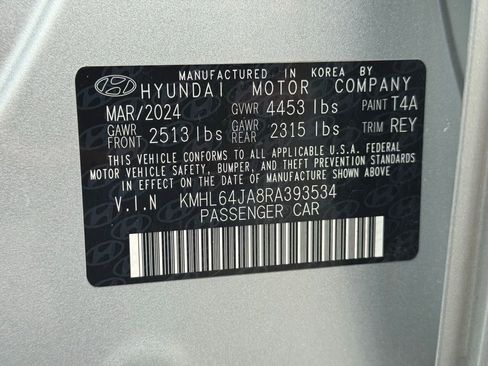 MANUFACTURED IN KOREA BY
HYUNDAI MOTOR COMPANY
MAR/2024 GVWR 4453 lbs PAINT T4A
GAWR FRONT 2513 lbs GAWR REAR 2315 lbs TRIM REY
THIS VEHICLE CONFORMS TO ALL APPLICABLE U.S.A. FEDERAL
MOTOR VEHICLE SAFETY, BUMPER, AND THEFT PREVENTION STANDARDS
IN EFFECT ON THE DATE OF MANUFACTURE SHOWN ABOVE.
V.I.N KMHL64JA8RA393534
PASSENGER CAR